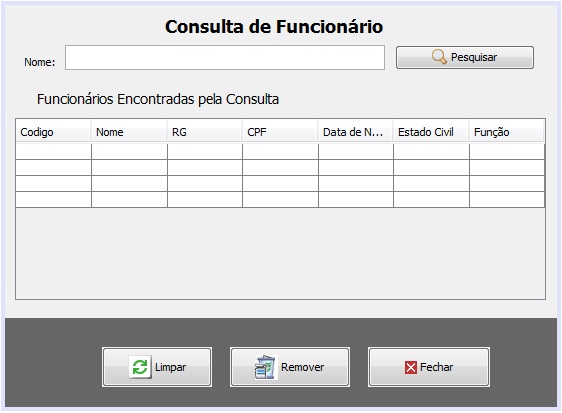 Consulta de Funcionário
Nome: Pesquisar
Funcionários Encontradas pela Consulta
Codigo Nome RG CPF Data de N... Estado Civil Função
Limpar Remover Fechar